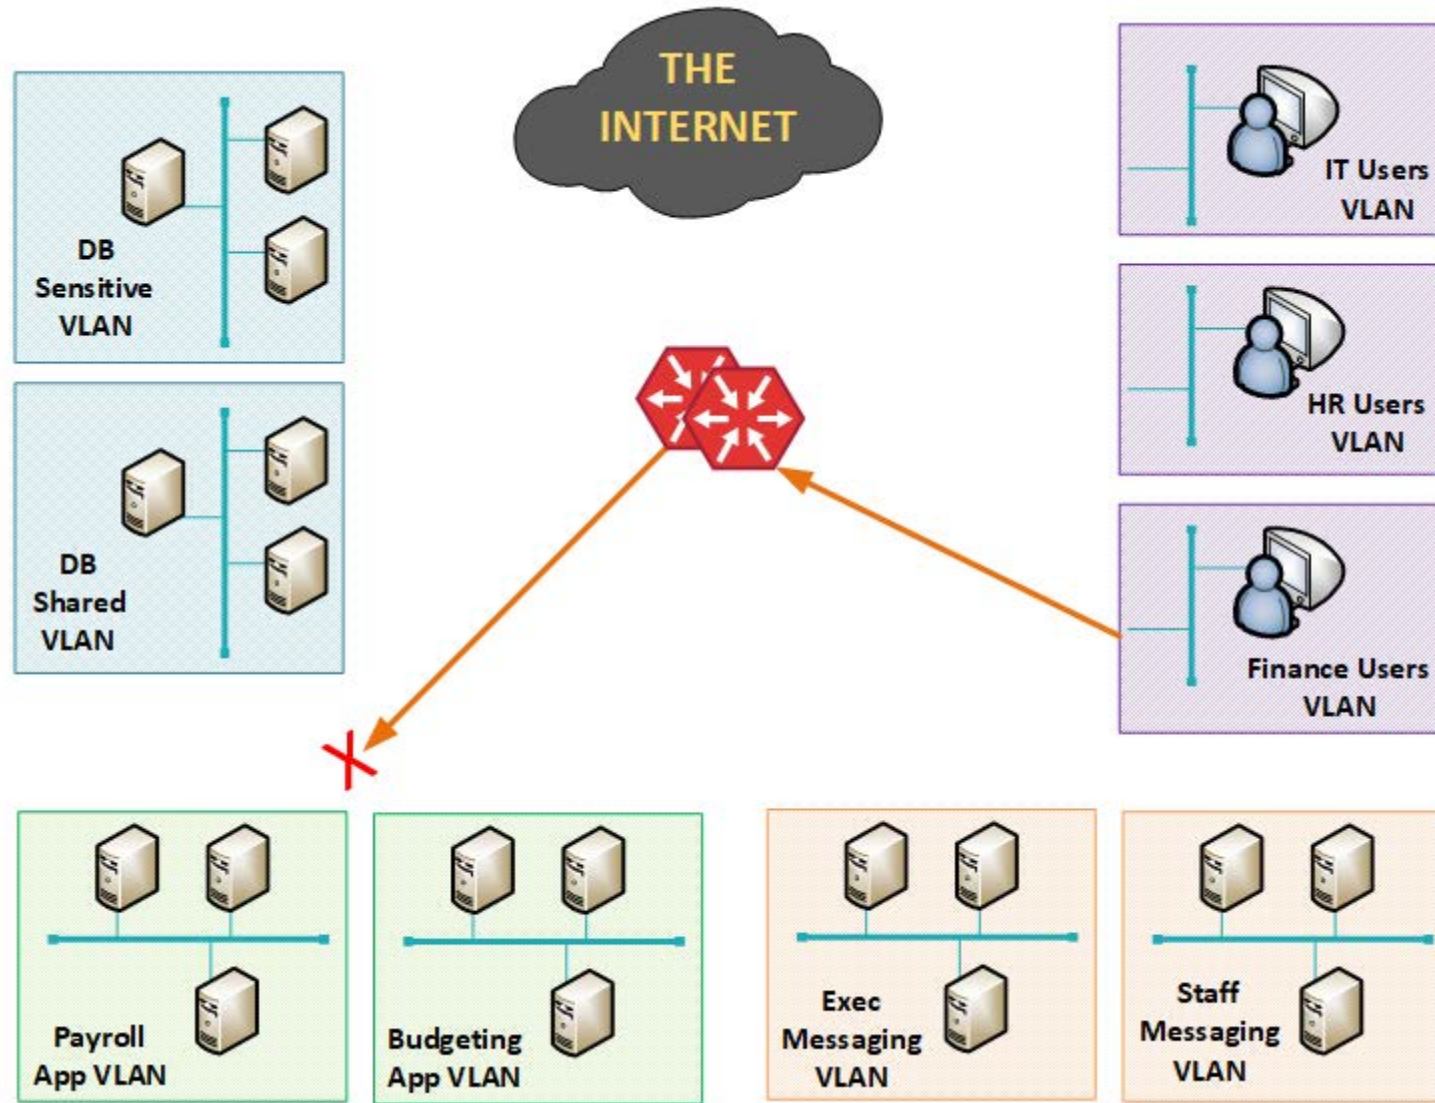 THE
INTERNET
DB
Sensitive
VLAN
DB
Shared
VLAN
IT Users
VLAN
HR Users
VLAN
Finance Users
VLAN
Payroll
App VLAN
Budgeting
App VLAN
Exec
Messaging
VLAN
Staff
Messaging
VLAN